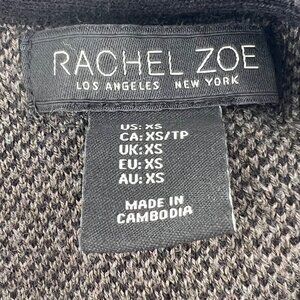 RACHEL ZOE
LOS ANGELES NEW YORK
US: XS
CA: XS/TP
UK: XS
EU: XS
AU: XS
MADE IN
CAMBODIA